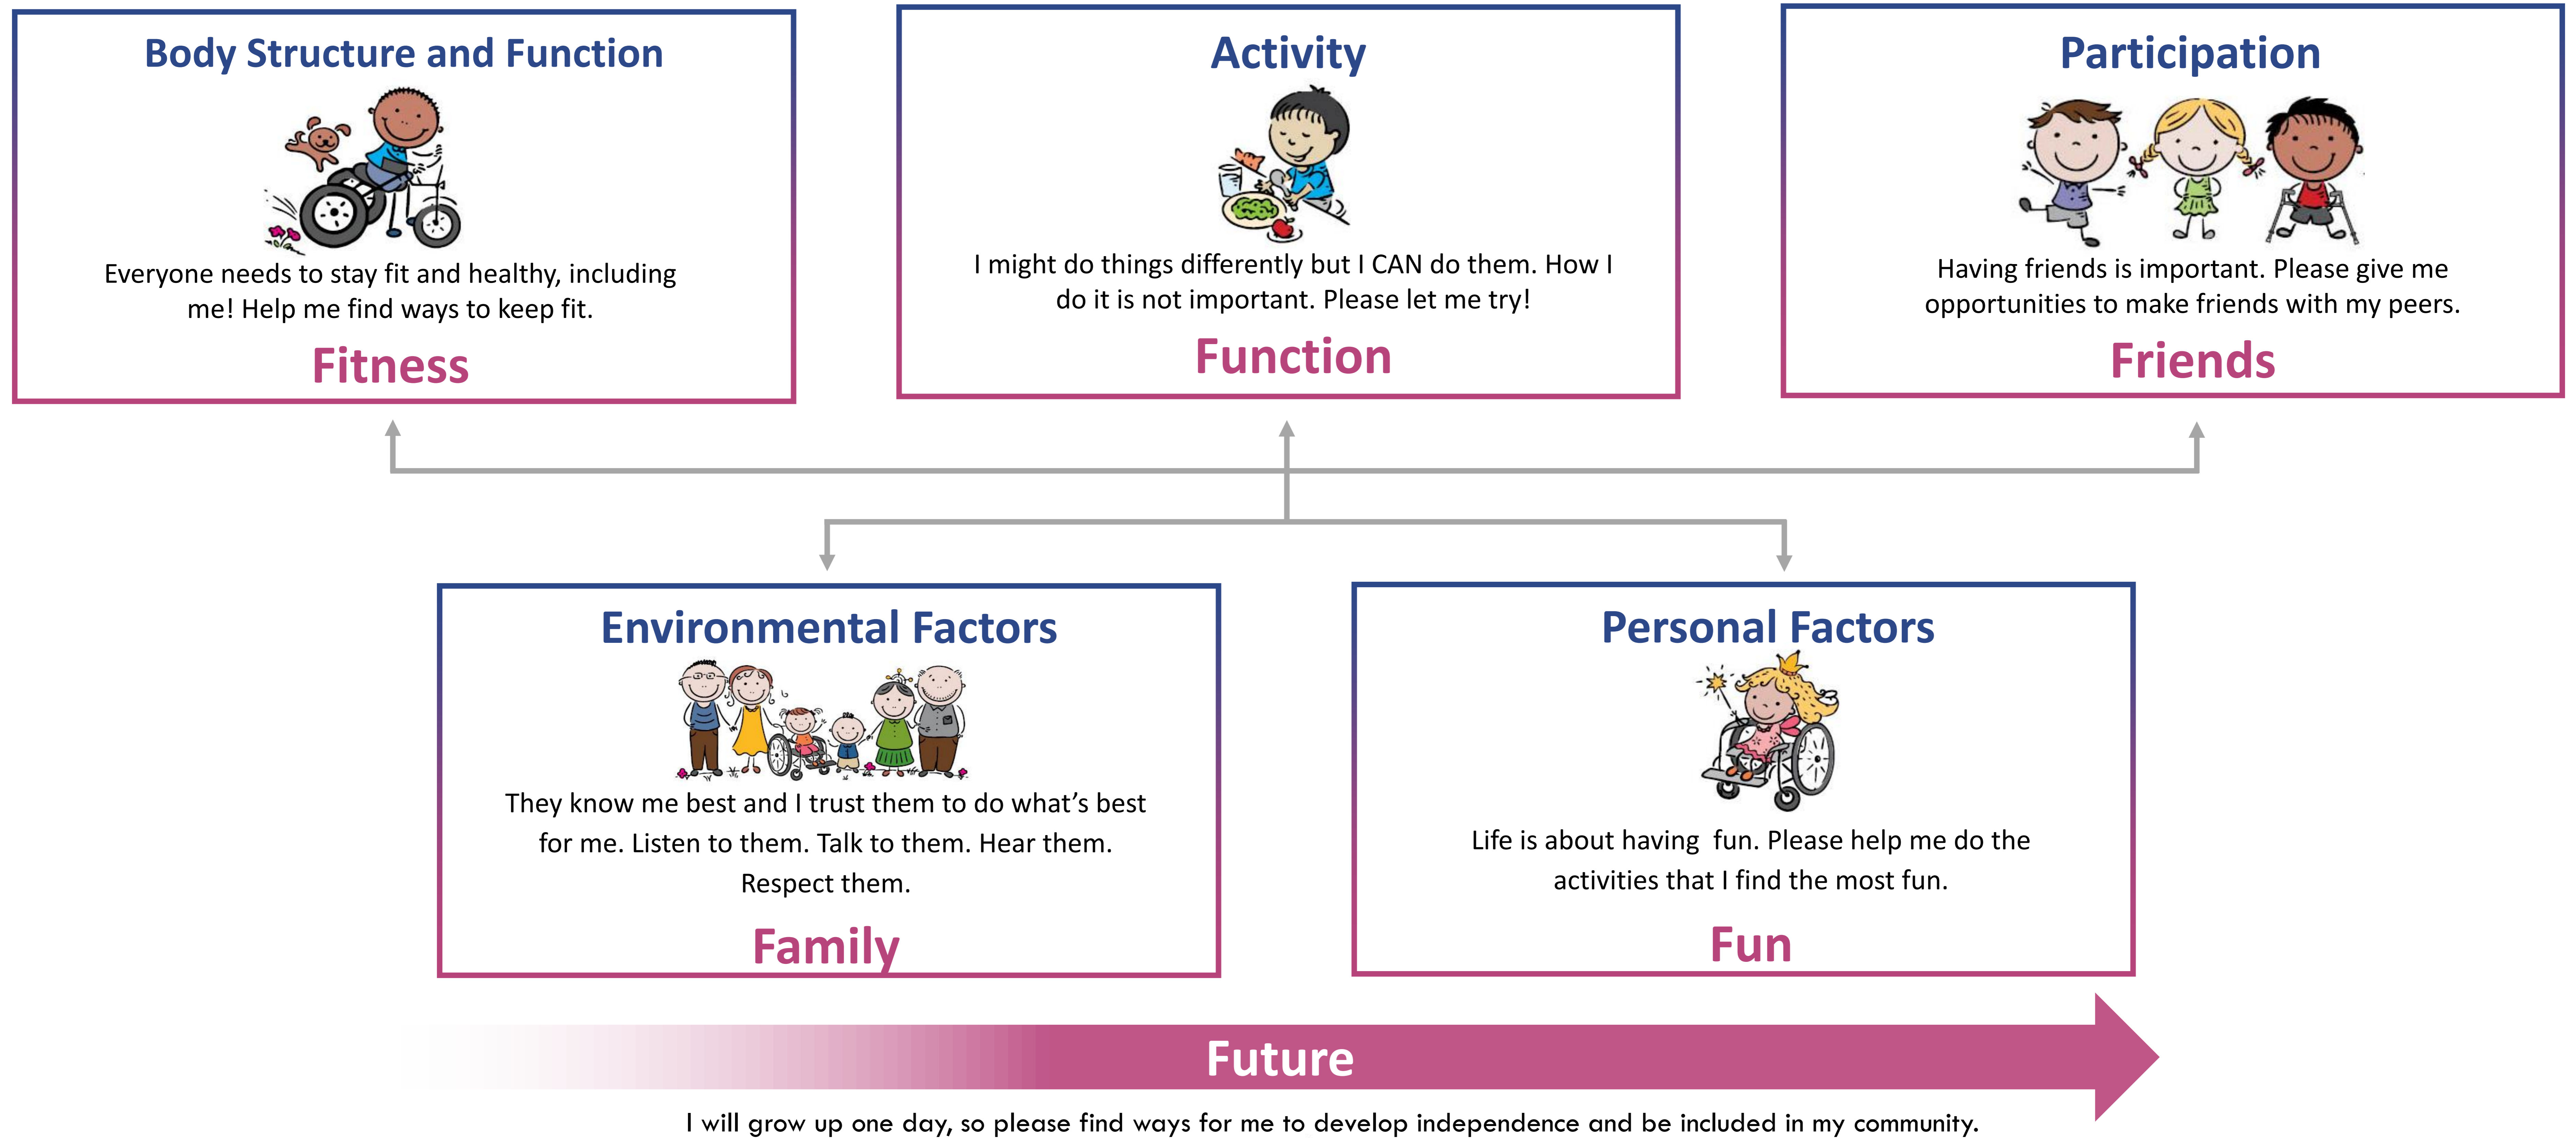 Body Structure and Function
Everyone needs to stay fit and healthy, including
me! Help me find ways to keep fit.
Fitness
Activity
I might do things differently but I CAN do them. How I
do it is not important. Please let me try!
Function
Participation
Having friends is important. Please give me
opportunities to make friends with my peers.
Friends
Environmental Factors
They know me best and I trust them to do what’s best
for me. Listen to them. Talk to them. Hear them.
Respect them.
Family
Personal Factors
Life is about having  fun. Please help me do the
activities that I find the most fun.
Fun
Future
I will grow up one day, so please find ways for me to develop independence and be included in my community.